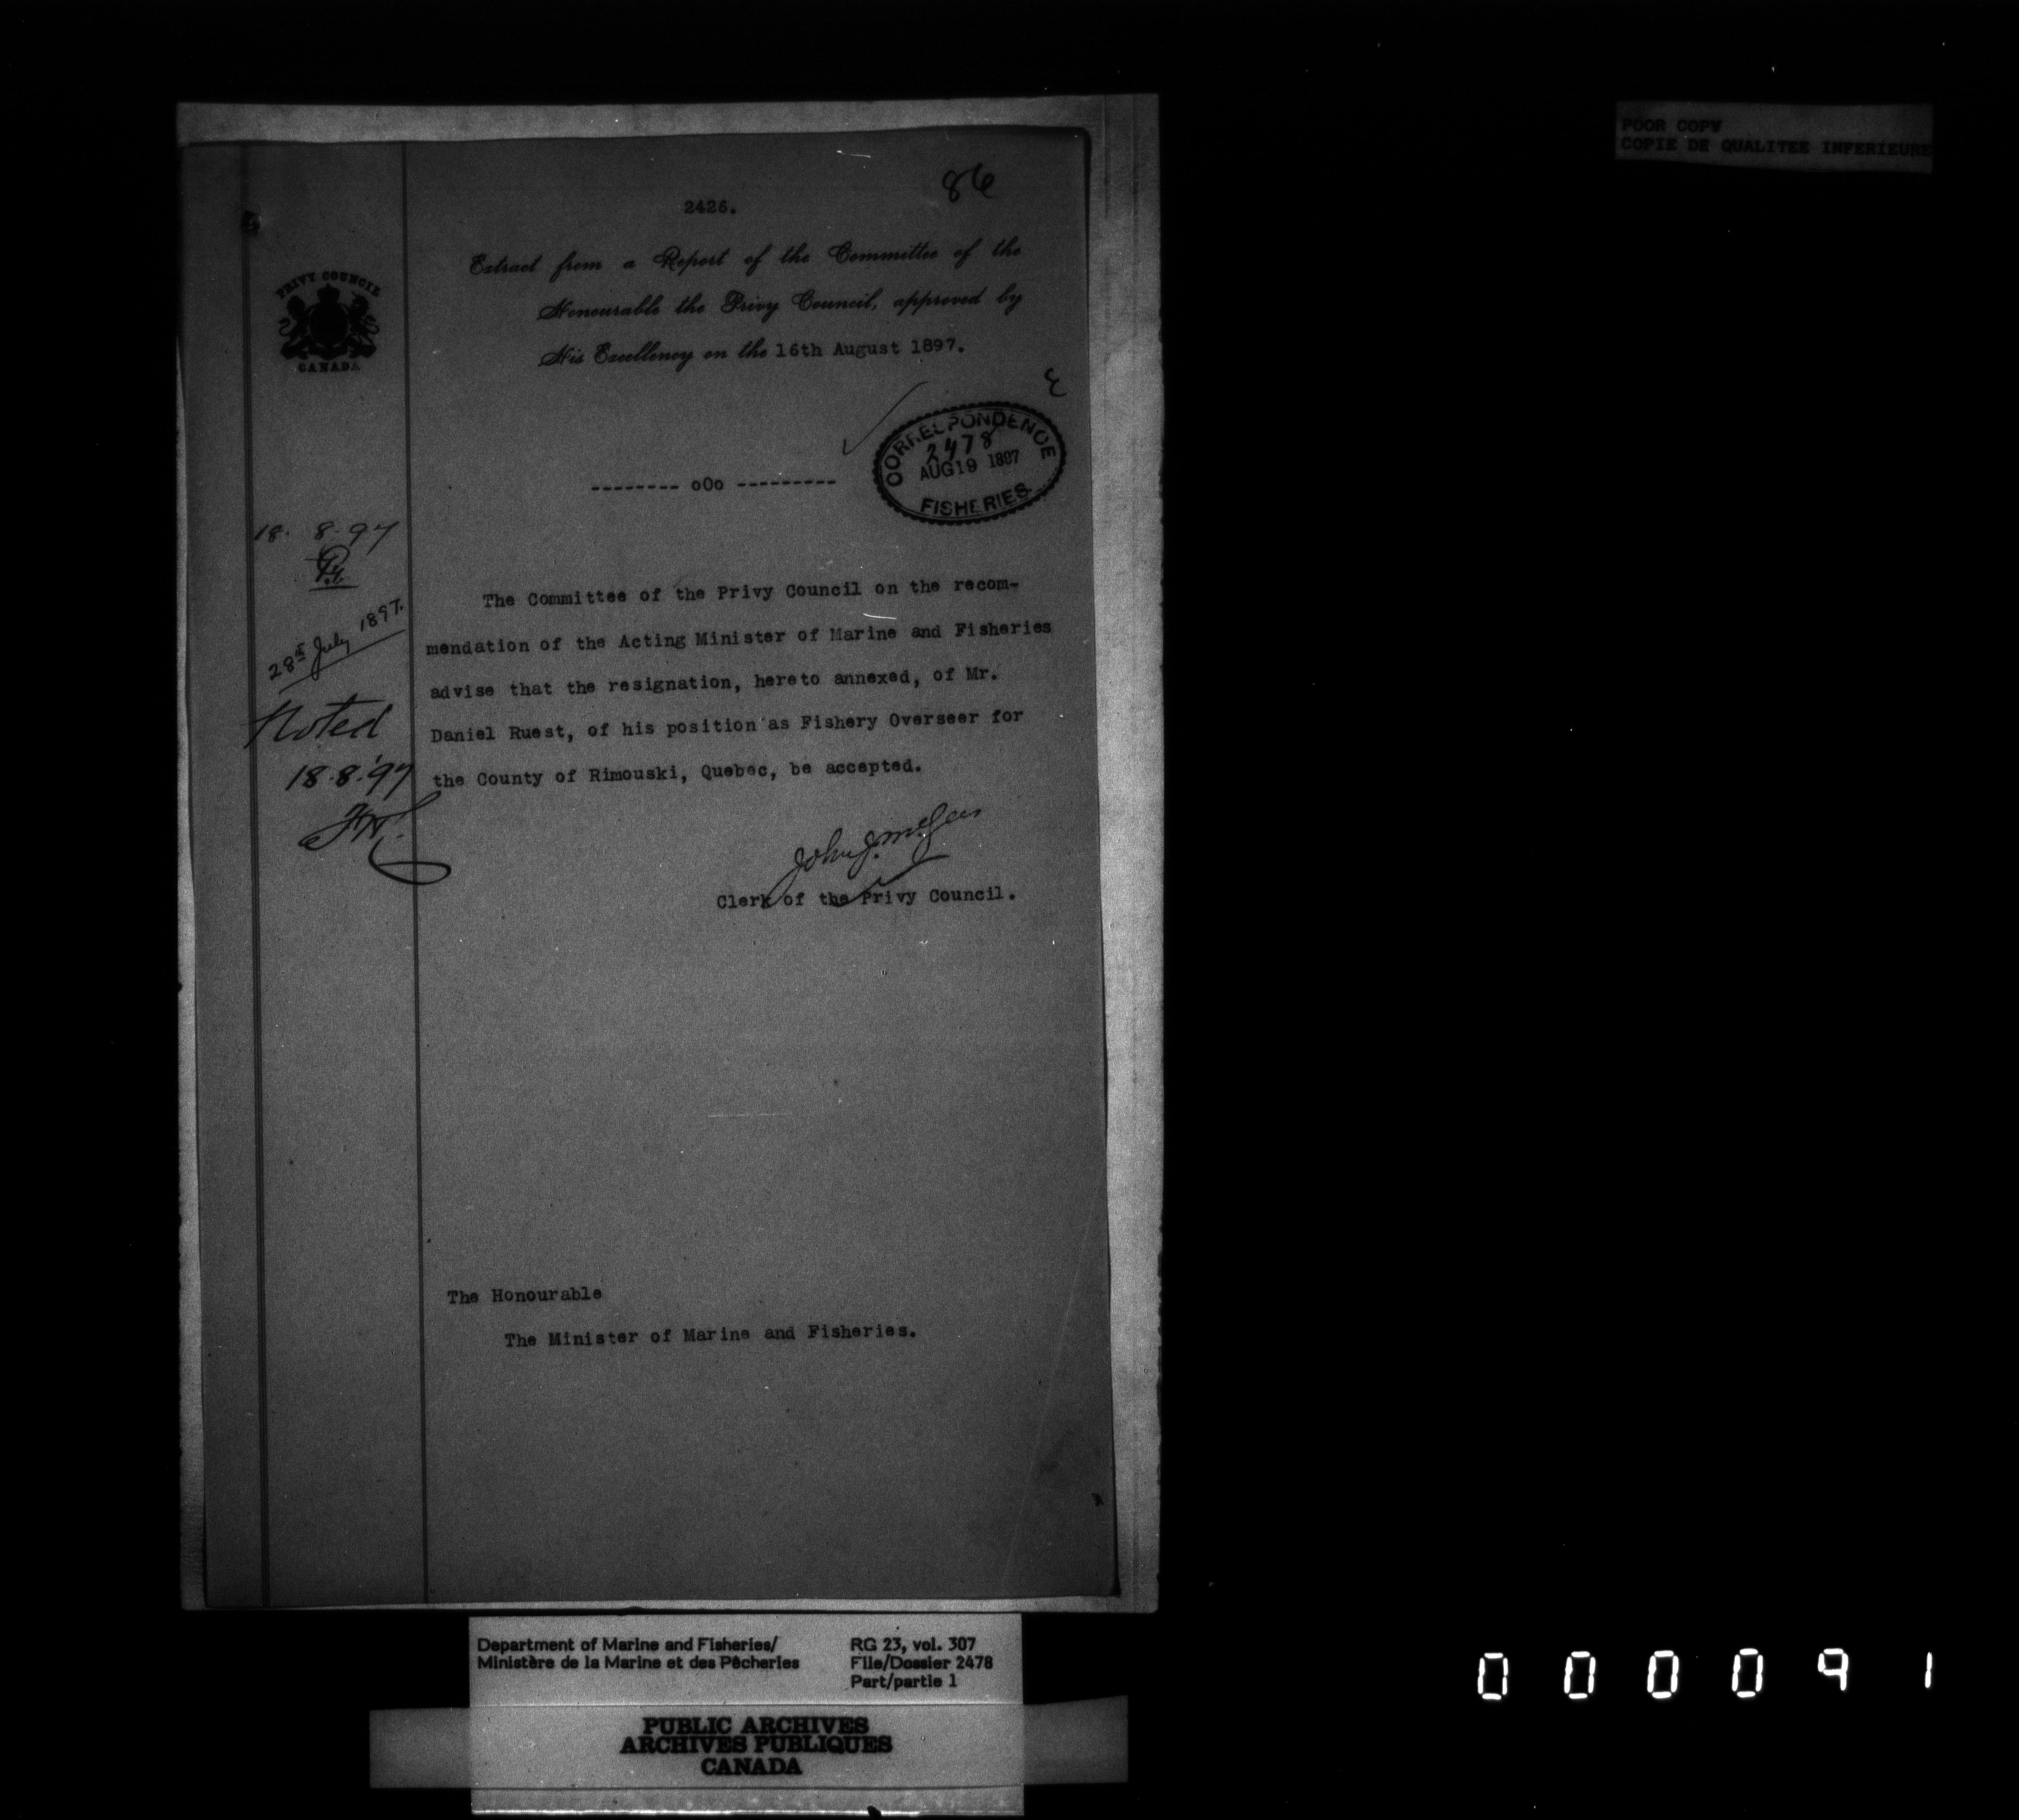 POOR COPY
COPIE DE QUALITEE INFERIEURE
86
2426.
PRIVY COUNCIL
CANADA
Extract from a Report of the Committee of the
Honourable the Privy Council, approved by
His Excellency on the 16th August 1897.
CORRESPONDENCE
2478
AUG 19 1897
FISHERIES
-------- oOo ---------
18. 8.97
28th July 1897.
Noted
18.8.'97
The Committee of the Privy Council on the recom-
mendation of the Acting Minister of Marine and Fisheries
advise that the resignation, hereto annexed, of Mr.
Daniel Ruest, of his position as Fishery Overseer for
the County of Rimouski, Quebec, be accepted.
John J. McGee
Clerk of the Privy Council.
The Honourable
The Minister of Marine and Fisheries.
Department of Marine and Fisheries/
Ministère de la Marine et des Pêcheries
RG 23, vol. 307
File/Dossier 2478
Part/partie 1
PUBLIC ARCHIVES
ARCHIVES PUBLIQUES
CANADA
000091